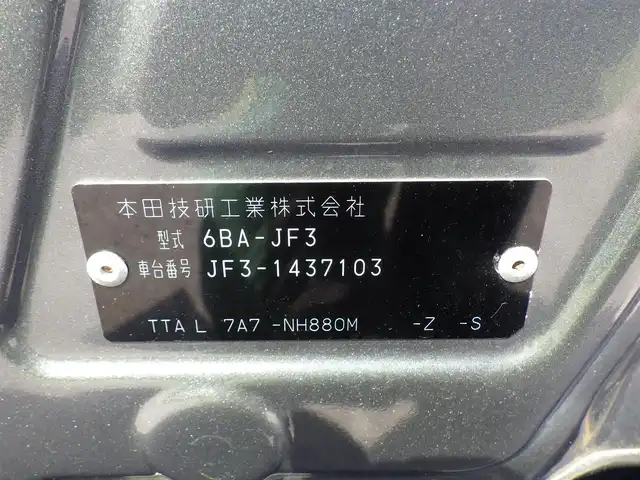 本田技研工業株式会社
型式 6BA-JF3
車台番号 JF3-1437103
TTA L 7A7 -NH880M -Z -S